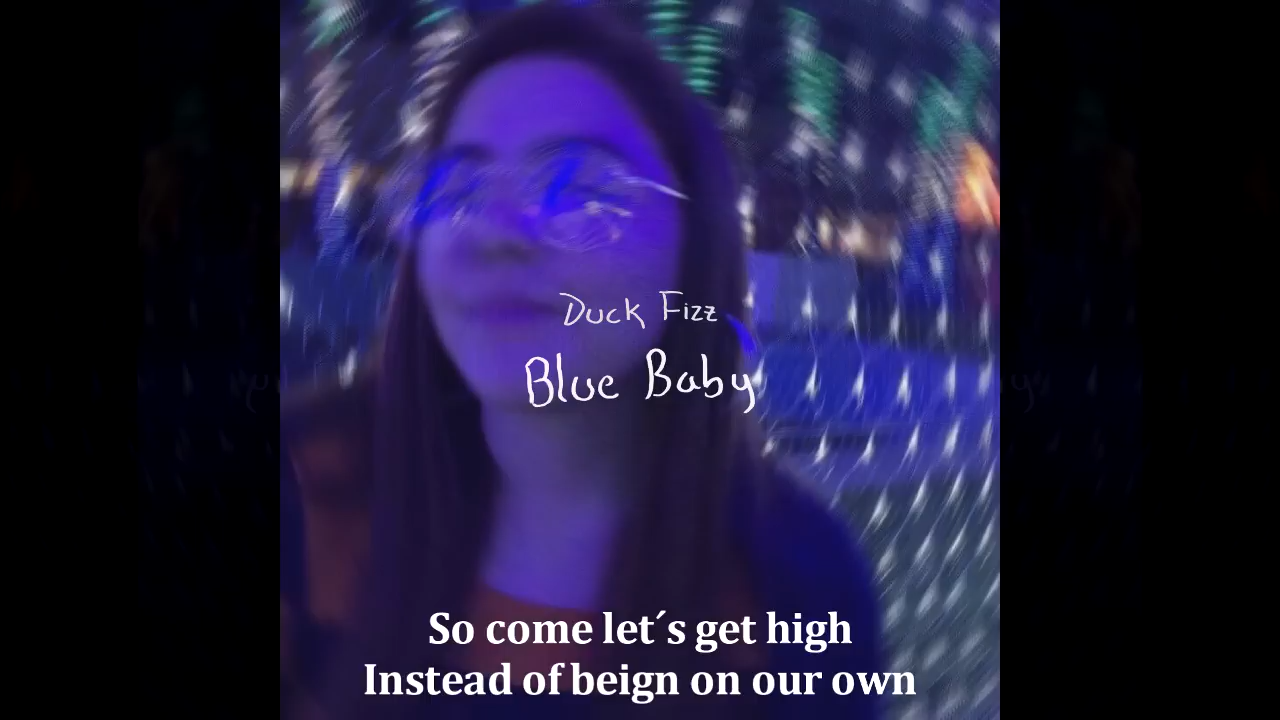 Duck Fizz
Blue Baby
So come let´s get high
Instead of beign on our own